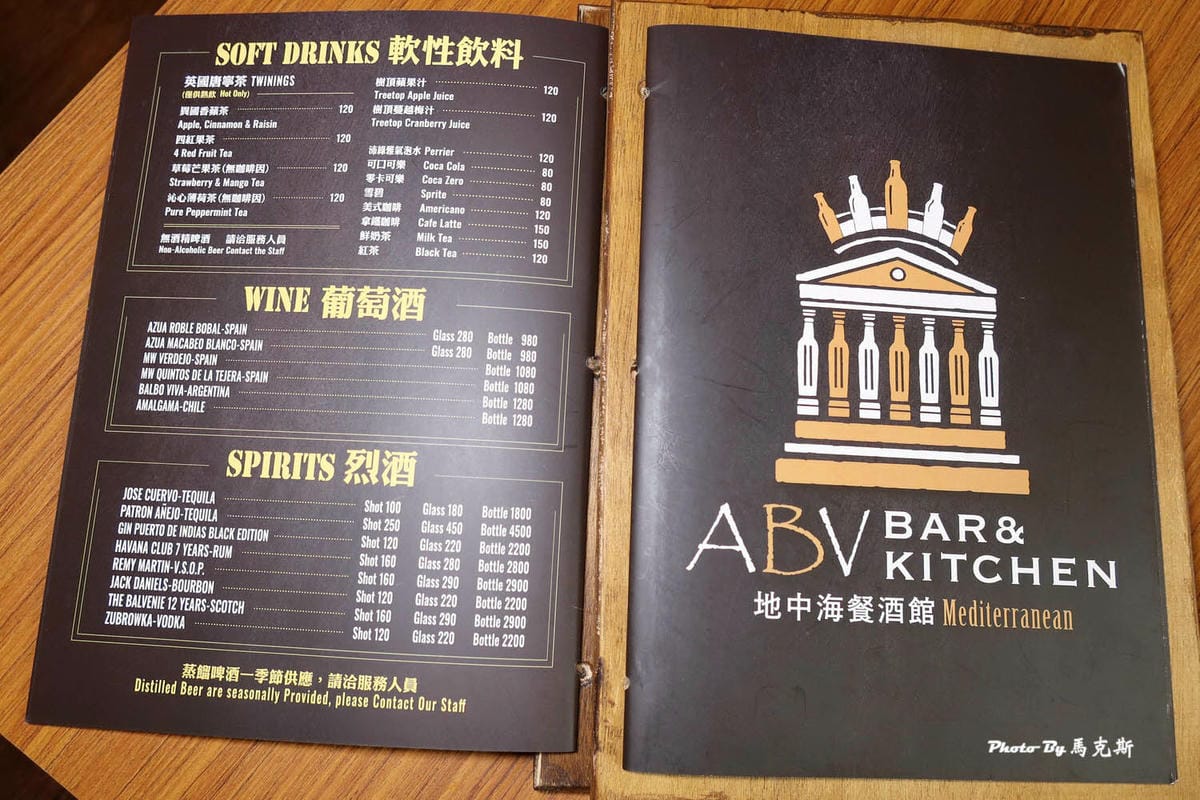 SOFT DRINKS 軟性飲料
英國唐寧茶 TWININGS
(僅供熱飲 Hot Only)
異國香蘋茶 120
Apple, Cinnamon & Raisin
四紅果茶 120
4 Red Fruit Tea
草莓芒果茶(無咖啡因) 120
Strawberry & Mango Tea
沁心薄荷茶(無咖啡因) 120
Pure Peppermint Tea
無酒精啤酒 請洽服務人員
Non-Alcoholic Beer Contact the Staff
樹頂蘋果汁 120
Treetop Apple Juice
樹頂蔓越梅汁 120
Treetop Cranberry Juice
沛綠雅氣泡水 Perrier 120
可口可樂 Coca Cola 80
零卡可樂 Coca Zero 80
雪碧 Sprite 80
美式咖啡 Americano 120
拿鐵咖啡 Cafe Latte 150
鮮奶茶 Milk Tea 150
紅茶 Black Tea 120
WINE 葡萄酒
AZUA ROBLE BOBAL-SPAIN Glass 280 Bottle 980
AZUA MACABEO BLANCO-SPAIN Glass 280 Bottle 980
MW VERDEJO-SPAIN Bottle 1080
MW QUINTOS DE LA TEJERA-SPAIN Bottle 1080
BALBO VIVA-ARGENTINA Bottle 1280
AMALGAMA-CHILE Bottle 1280
SPIRITS 烈酒
JOSE CUERVO-TEQUILA Shot 100 Glass 180 Bottle 1800
PATRON AÑEJO-TEQUILA Shot 250 Glass 450 Bottle 4500
GIN PUERTO DE INDIAS BLACK EDITION Shot 120 Glass 220 Bottle 2200
HAVANA CLUB 7 YEARS-RUM Shot 160 Glass 280 Bottle 2800
REMY MARTIN-V.S.O.P. Shot 160 Glass 290 Bottle 2900
JACK DANIELS-BOURBON Shot 120 Glass 220 Bottle 2200
THE BALVENIE 12 YEARS-SCOTCH Shot 160 Glass 290 Bottle 2900
ZUBROWKA-VODKA Shot 120 Glass 220 Bottle 2200
蒸餾啤酒一季節供應，請洽服務人員
Distilled Beer are seasonally Provided, please Contact Our Staff
ABV BAR &
KITCHEN
地中海餐酒館 Mediterranean
Photo By 馬克斯